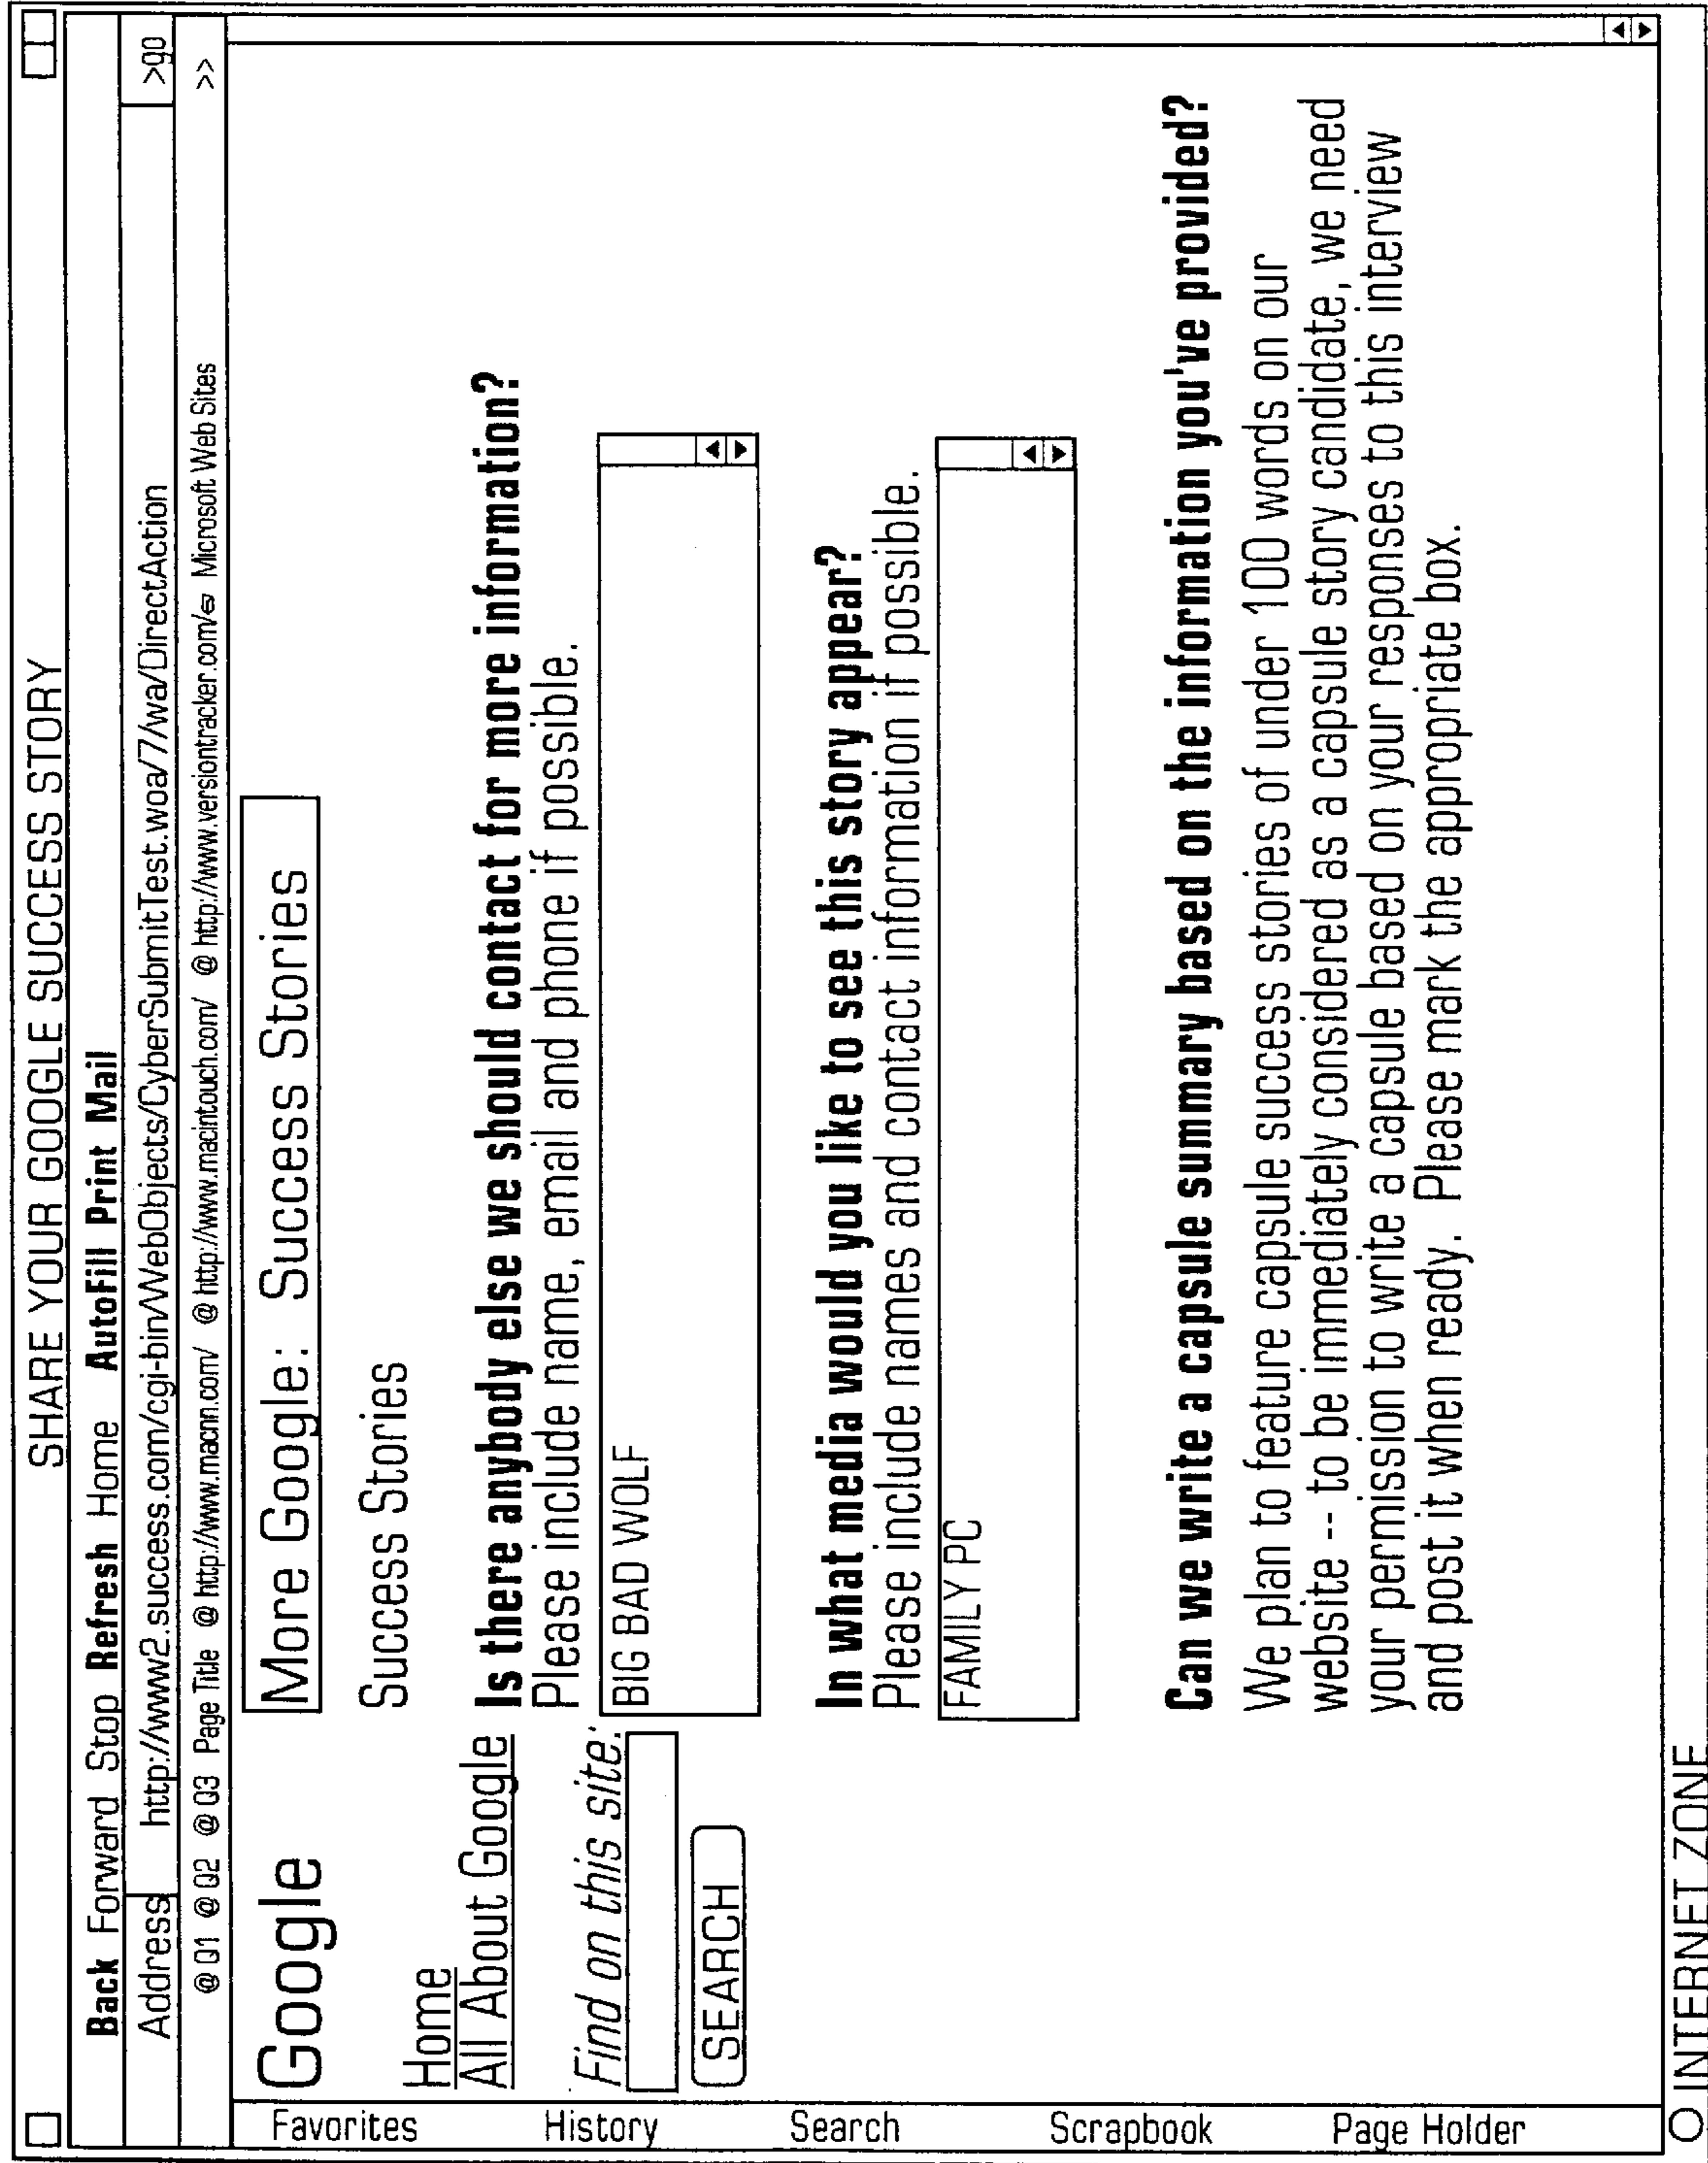 SHARE YOUR GOOGLE SUCCESS STORY
Back Forward Stop Refresh Home AutoFill Print Mail
Address http://www2.success.com/cgi-bin/WebObjects/CyberSubmitTest.woa/7/wa/DirectAction >go
@ Q1 @ Q2 @ Q3 Page Title @ http://www.macnn.com/ @ http://www.macintouch.com/ @ http://www.versiontracker.com/ Microsoft Web Sites >>
Favorites
History
Search
Scrapbook
Page Holder
Google
Home
All About Google
Find on this site:
SEARCH
More Google: Success Stories
Success Stories
Is there anybody else we should contact for more information?
Please include name, email and phone if possible.
BIG BAD WOLF
In what media would you like to see this story appear?
Please include names and contact information if possible.
FAMILY PC
Can we write a capsule summary based on the information you've provided?
We plan to feature capsule success stories of under 100 words on our
website -- to be immediately considered as a capsule story candidate, we need
your permission to write a capsule based on your responses to this interview
and post it when ready. Please mark the appropriate box.
INTERNET ZONE